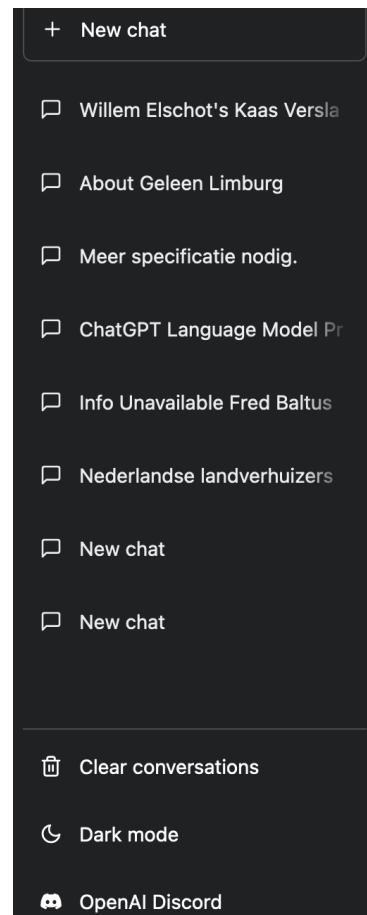 + New chat
Willem Elschot's Kaas Versla
About Geleen Limburg
Meer specificatie nodig.
ChatGPT Language Model Pr
Info Unavailable Fred Baltus
Nederlandse landverhuizers
New chat
New chat
Clear conversations
Dark mode
OpenAI Discord